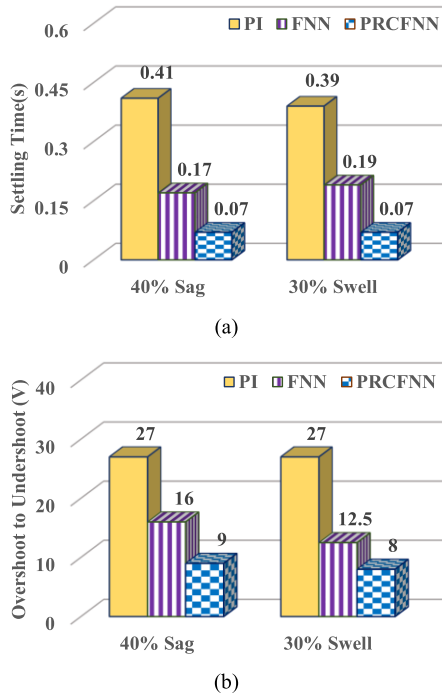 0.6
PI FNN PRCFNN
0.45
0.41
0.39
0.3
0.17
0.19
0.15
0.07
0.07
0
Settling Time(s)
40% Sag
30% Swell
(a)
40
PI FNN PRCFNN
30
27
27
20
16
12.5
10
9
8
0
Overshoot to Undershoot (V)
40% Sag
30% Swell
(b)